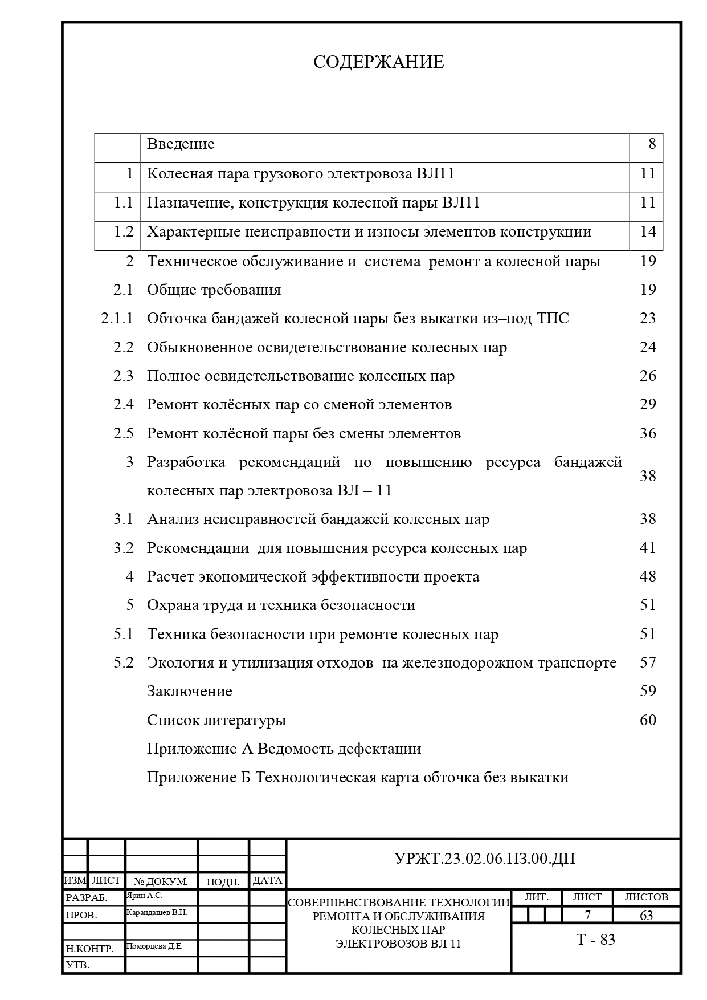 СОДЕРЖАНИЕ
Введение 8
1 Колесная пара грузового электровоза ВЛ11 11
1.1 Назначение, конструкция колесной пары ВЛ11 11
1.2 Характерные неисправности и износы элементов конструкции 14
2 Техническое обслуживание и система ремонт а колесной пары 19
2.1 Общие требования 19
2.1.1 Обточка бандажей колесной пары без выкатки из–под ТПС 23
2.2 Обыкновенное освидетельствование колесных пар 24
2.3 Полное освидетельствование колесных пар 26
2.4 Ремонт колёсных пар со сменой элементов 29
2.5 Ремонт колёсной пары без смены элементов 36
3 Разработка рекомендаций по повышению ресурса бандажей
колесных пар электровоза ВЛ – 11 38
3.1 Анализ неисправностей бандажей колесных пар 38
3.2 Рекомендации для повышения ресурса колесных пар 41
4 Расчет экономической эффективности проекта 48
5 Охрана труда и техника безопасности 51
5.1 Техника безопасности при ремонте колесных пар 51
5.2 Экология и утилизация отходов на железнодорожном транспорте 57
Заключение 59
Список литературы 60
Приложение А Ведомость дефектации
Приложение Б Технологическая карта обточка без выкатки
УРЖТ.23.02.06.ПЗ.00.ДП
ИЗМ ЛИСТ № ДОКУМ. ПОДП. ДАТА
РАЗРАБ. Ярин А.С.
ПРОВ. Карандашев В.Н.
Н.КОНТР. Поморцева Д.Е.
УТВ.
СОВЕРШЕНСТВОВАНИЕ ТЕХНОЛОГИИ
РЕМОНТА И ОБСЛУЖИВАНИЯ
КОЛЕСНЫХ ПАР
ЭЛЕКТРОВОЗОВ ВЛ 11
ЛИТ. ЛИСТ ЛИСТОВ
7 63
Т - 83